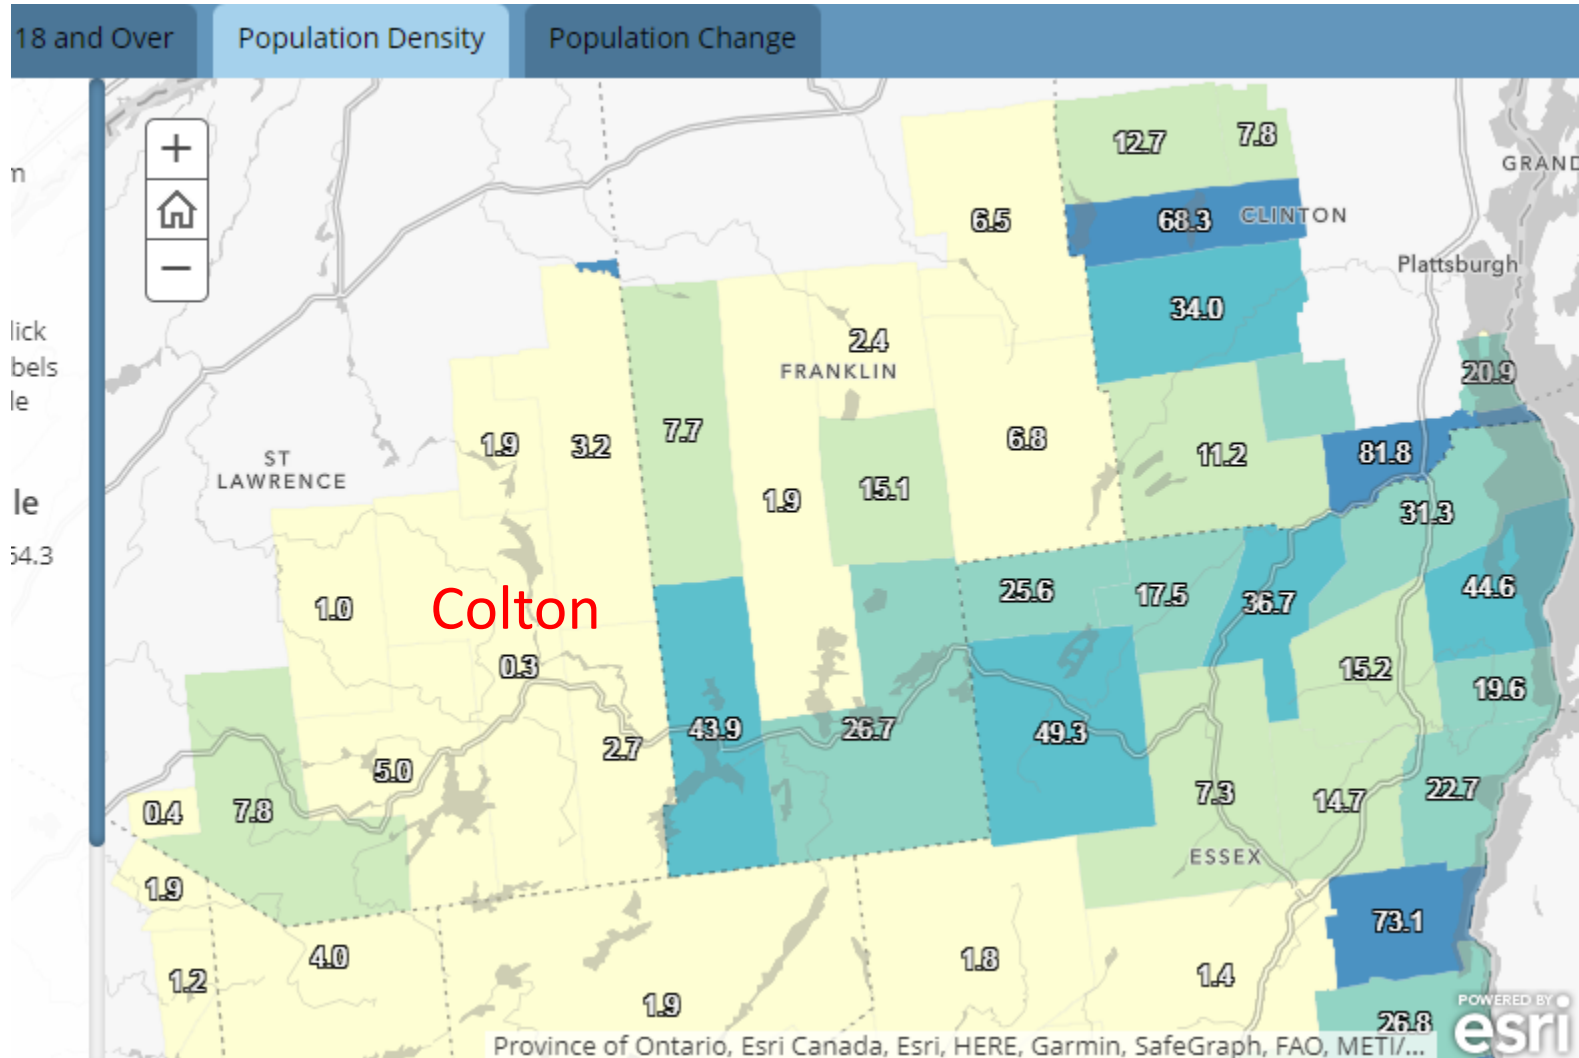 18 and Over
Population Density
Population Change
m
lick
bels
le
le
64.3
+
−
12.7
7.8
GRAND
6.5
68.3
CLINTON
Plattsburgh
34.0
2.4
FRANKLIN
20.9
7.7
1.9
3.2
6.8
11.2
81.8
ST
LAWRENCE
1.9
15.1
31.3
1.0
Colton
25.6
17.5
36.7
44.6
0.3
15.2
19.6
43.9
26.7
49.3
2.7
5.0
7.3
14.7
22.7
0.4
7.8
ESSEX
1.9
73.1
4.0
1.2
1.8
1.4
1.9
26.8
POWERED BY
esri
Province of Ontario, Esri Canada, Esri, HERE, Garmin, SafeGraph, FAO, METI/...